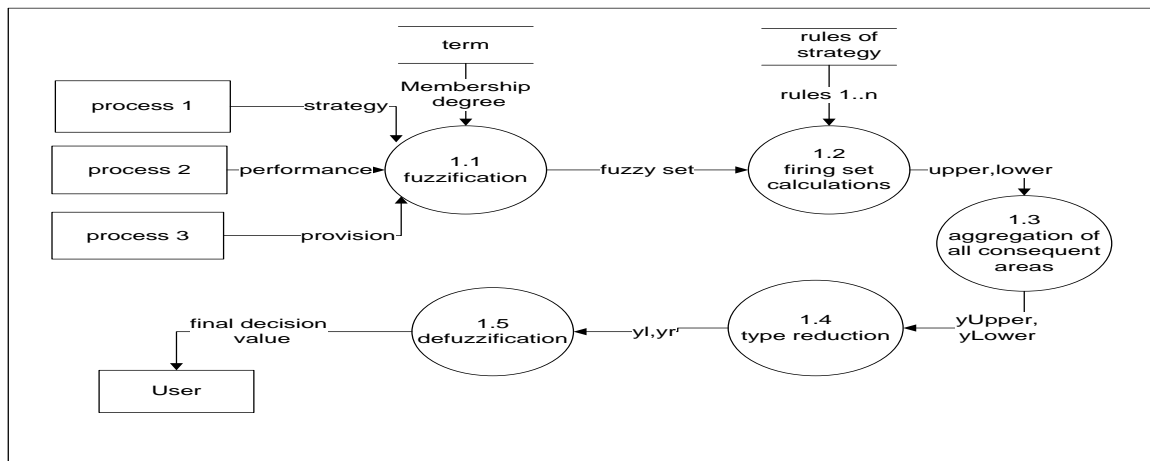 term
rules of
strategy
Membership
degree
rules 1..n
process 1
strategy
process 2
performance
1.1
fuzzification
fuzzy set
1.2
firing set
calculations
upper,lower
process 3
provision
1.3
aggregation of
all consequent
areas
yUpper,
yLower
1.4
type reduction
yl,yr
1.5
defuzzification
final decision
value
User